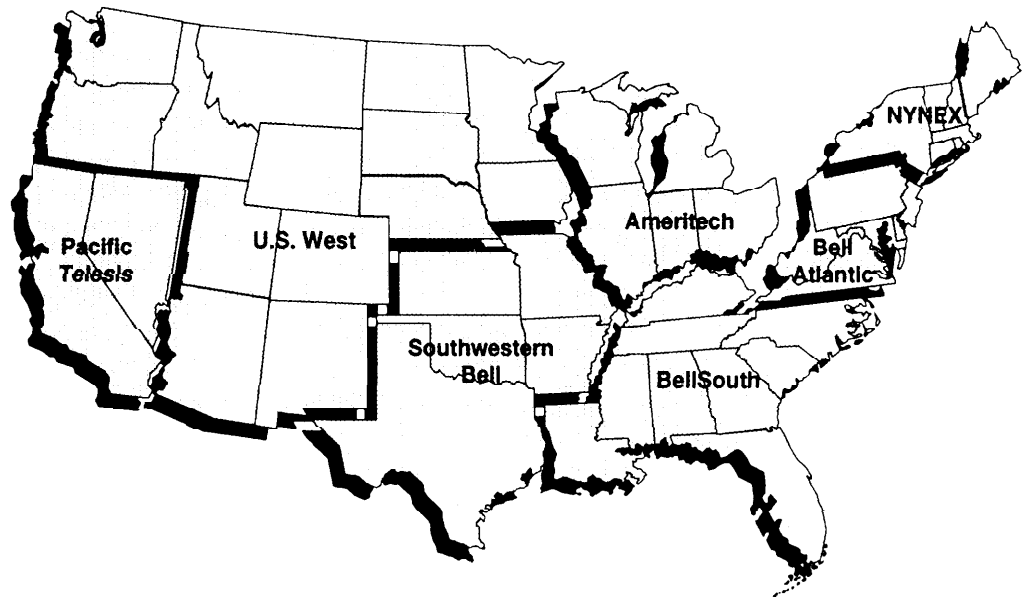 NYNEX
Ameritech
U.S. West
Pacific
Telesis
Bell
Atlantic
Southwestern
Bell
BellSouth